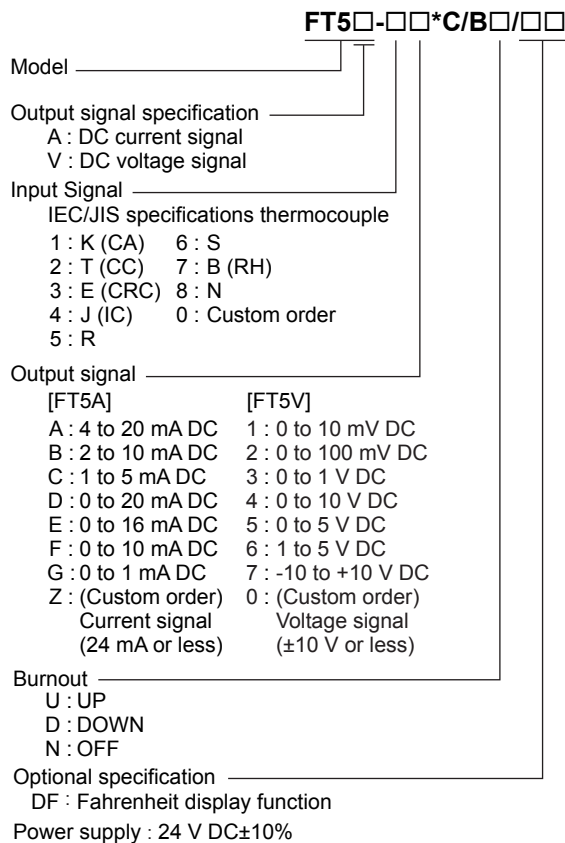 FT5□-□□*C/B□/□□
Model
Output signal specification
A : DC current signal
V : DC voltage signal
Input Signal
IEC/JIS specifications thermocouple
1 : K (CA) 6 : S
2 : T (CC) 7 : B (RH)
3 : E (CRC) 8 : N
4 : J (IC) 0 : Custom order
5 : R
Output signal
[FT5A] [FT5V]
A : 4 to 20 mA DC 1 : 0 to 10 mV DC
B : 2 to 10 mA DC 2 : 0 to 100 mV DC
C : 1 to 5 mA DC 3 : 0 to 1 V DC
D : 0 to 20 mA DC 4 : 0 to 10 V DC
E : 0 to 16 mA DC 5 : 0 to 5 V DC
F : 0 to 10 mA DC 6 : 1 to 5 V DC
G : 0 to 1 mA DC 7 : -10 to +10 V DC
Z : (Custom order) 0 : (Custom order)
Current signal Voltage signal
(24 mA or less) (±10 V or less)
Burnout
U : UP
D : DOWN
N : OFF
Optional specification
DF : Fahrenheit display function
Power supply : 24 V DC±10%